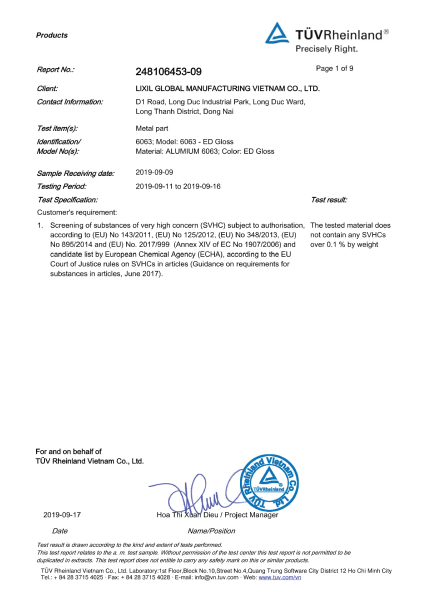 Products
TÜVRheinland®
Precisely Right.
Report No.: 248106453-09 Page 1 of 9
Client: LIXIL GLOBAL MANUFACTURING VIETNAM CO., LTD.
Contact Information: D1 Road, Long Duc Industrial Park, Long Duc Ward,
Long Thanh District, Dong Nai
Test item(s): Metal part
Identification/ 6063; Model: 6063 - ED Gloss
Model No(s): Material: ALUMIUM 6063; Color: ED Gloss
Sample Receiving date: 2019-09-09
Testing Period: 2019-09-11 to 2019-09-16
Test Specification: Test result:
Customer's requirement:
1. Screening of substances of very high concern (SVHC) subject to authorisation, The tested material does
according to (EU) No 143/2011, (EU) No 125/2012, (EU) No 348/2013, (EU) not contain any SVHCs
No 895/2014 and (EU) No. 2017/999 (Annex XIV of EC No 1907/2006) and over 0.1 % by weight
candidate list by European Chemical Agency (ECHA), according to the EU
Court of Justice rules on SVHCs in articles (Guidance on requirements for
substances in articles, June 2017).
For and on behalf of
TÜV Rheinland Vietnam Co., Ltd.
TÜV Rheinland Vietnam Co., Ltd
TÜVRheinland
2019-09-17 Hoa Thi Xuan Dieu / Project Manager
Date Name/Position
Test result is drawn according to the kind and extent of tests performed.
This test report relates to the a. m. test sample. Without permission of the test center this test report is not permitted to be
duplicated in extracts. This test report does not entitle to carry any safety mark on this or similar products.
TÜV Rheinland Vietnam Co., Ltd. Laboratory:1st Floor,Block No.10,Street No.4,Quang Trung Software City District 12 Ho Chi Minh City
Tel.: + 84 28 3715 4025 · Fax: + 84 28 3715 4028 · E-mail: info@vn.tuv.com · Web: www.tuv.com/vn